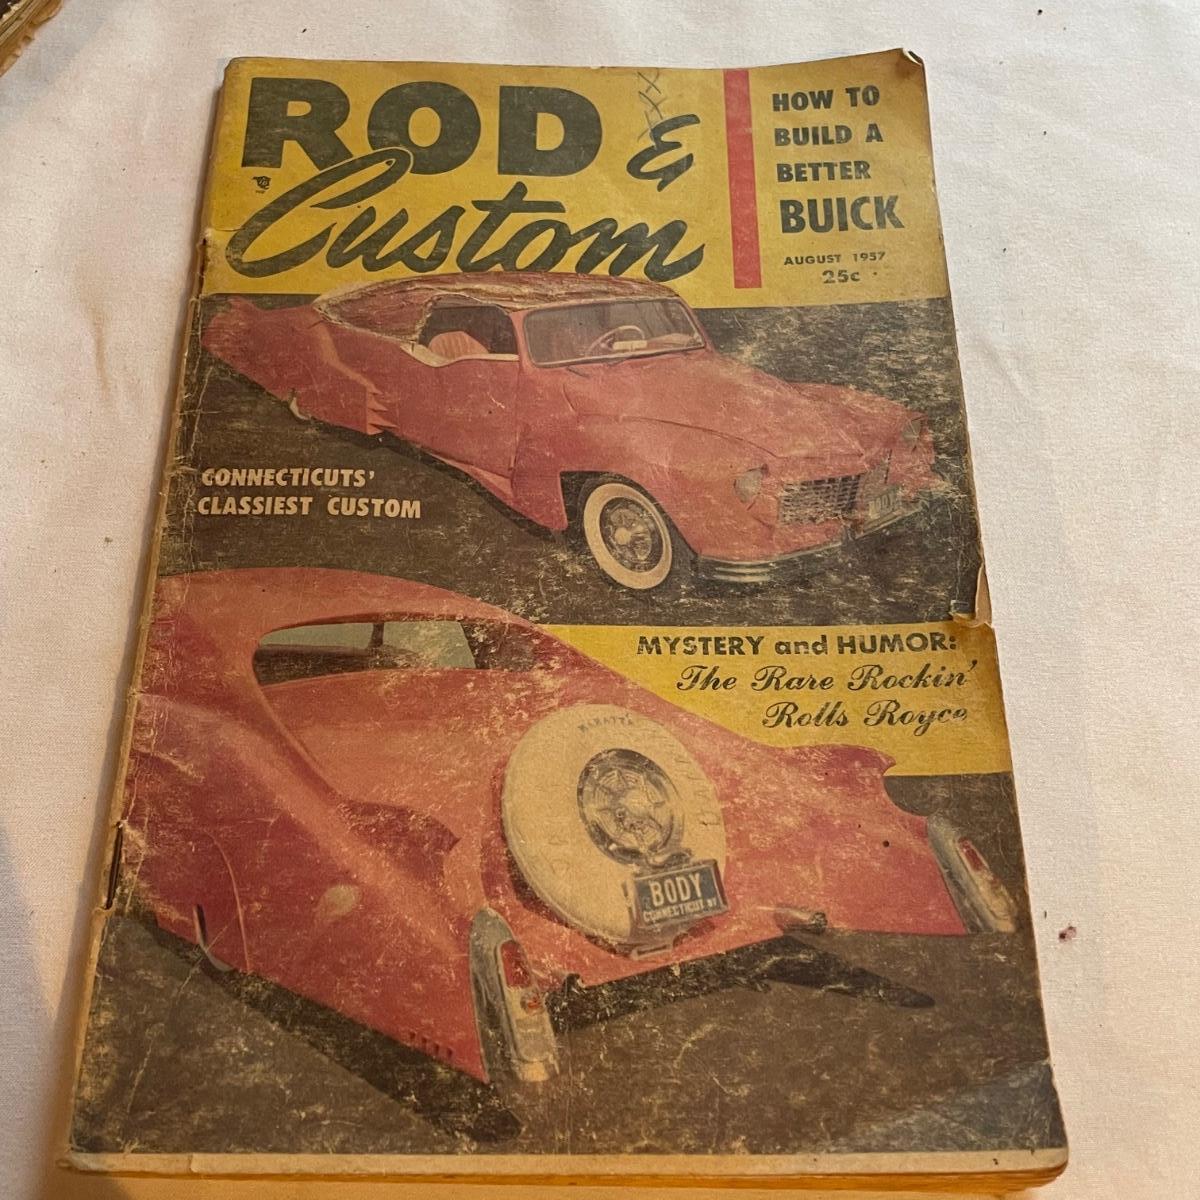 ROD &
Custom
HOW TO
BUILD A
BETTER
BUICK
AUGUST 1957
25c
CONNECTICUTS'
CLASSIEST CUSTOM
MYSTERY and HUMOR:
The Rare Rockin'
Rolls Royce
BODY
CONNECTICUT 57